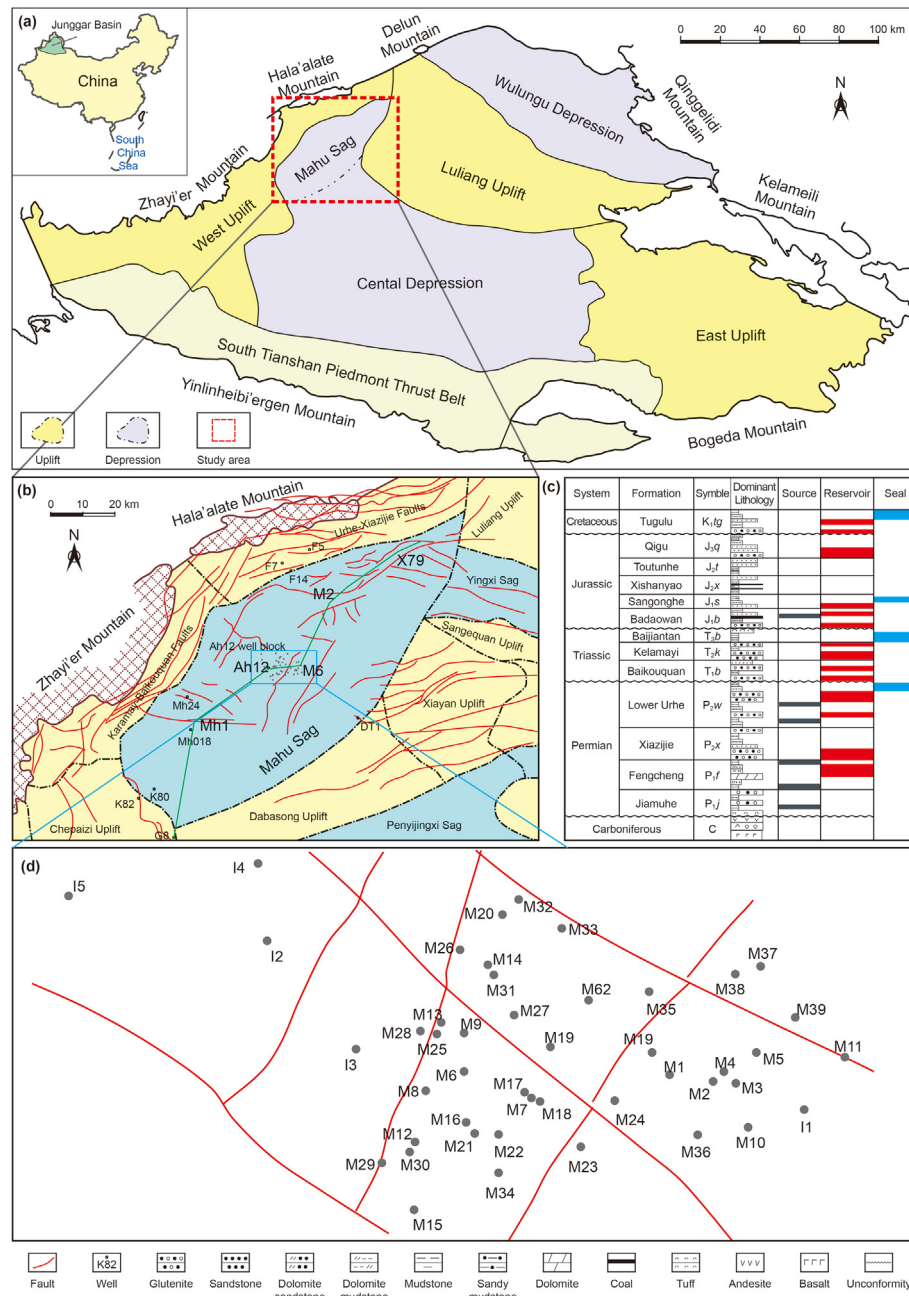 (a)
Junggar Basin
China
South
China
Sea
Delun
Mountain
0 20 40 60 80 100 km
Hala'alate
Mountain
Wulungu Depression
Qinggelidi
Mountain
N
Mahu Sag
Luliang Uplift
Zhayi'er Mountain
Kelameili
Mountain
West Uplift
Cental Depression
East Uplift
South Tianshan Piedmont Thrust Belt
Yinlinheibi'ergen Mountain
Bogeda Mountain
Uplift
Depression
Study area
(b)
0 10 20 km
Hala'alate Mountain
N
Urhe-Xiazijie Faults
Luliang Uplift
F5
F7
F14
X79
Yingxi Sag
M2
Zhayi'er Mountain
Sangequan Uplift
Ah12 well block
Ah12
M6
Karamay-Baikouquan Faults
Xiayan Uplift
Mh24
Mh1
D11
Mh018
Mahu Sag
K80
K82
Dabasong Uplift
Chepaizi Uplift
Penyijingxi Sag
G8
(c)
System Formation Symble Dominant Lithology Source Reservoir Seal
Cretaceous Tugulu K₁tg
Jurassic
Qigu J₃q
Toutunhe J₂t
Xishanyao J₂x
Sangonghe J₁s
Badaowan J₁b
Triassic
Baijiantan T₃b
Kelamayi T₂k
Baikouquan T₁b
Permian
Lower Urhe P₂w
Xiazijie P₂x
Fengcheng P₁f
Jiamuhe P₁j
Carboniferous C
(d)
I4
I5
M32
M20
M33
I2
M26
M14
M37
M31
M38
M62
M35
M27
M39
M13
M28
M9
M25
M19
M19
M11
I3
M5
M4
M6
M1
M8
M17
M2
M3
M7
M18
M24
I1
M16
M10
M12
M21
M22
M36
M30
M23
M29
M34
M15
K82
Fault
Well
Glutenite
Sandstone
Dolomite
Dolomite
Mudstone
Sandy
Dolomite
Coal
Tuff
Andesite
Basalt
Unconformity